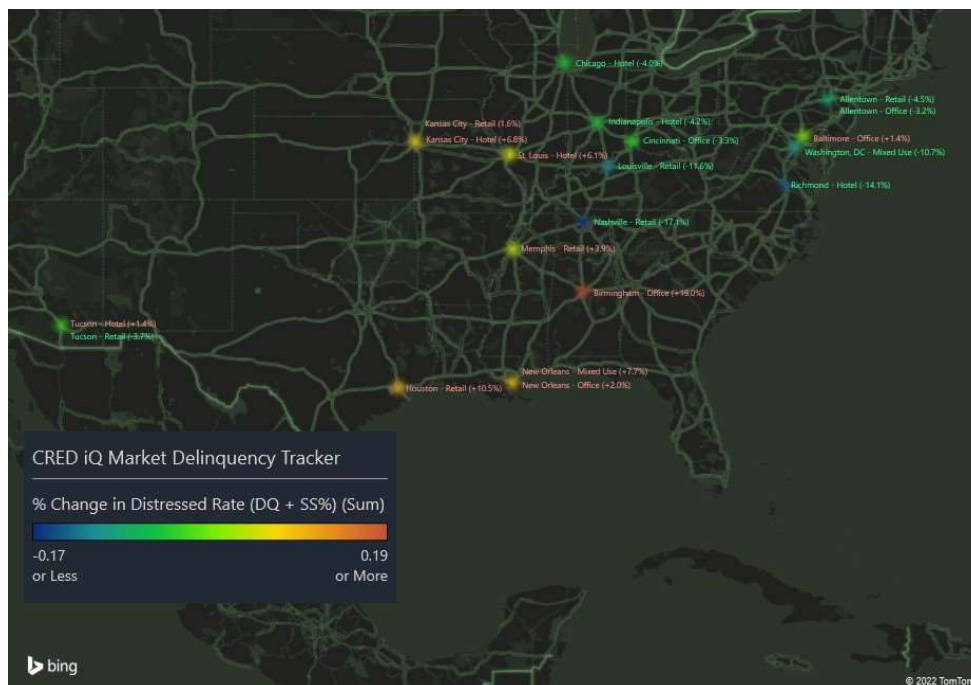 Chicago - Hotel (-4.0%)
Allentown - Retail (-4.5%)
Allentown - Office (-3.2%)
Kansas City - Retail (1.6%)
Indianapolis - Hotel (-4.2%)
Kansas City - Hotel (+6.8%)
Cincinnati - Office (-3.3%)
Baltimore - Office (+1.4%)
St. Louis - Hotel (+6.1%)
Washington, DC - Mixed Use (-10.7%)
Louisville - Retail (-11.6%)
Richmond - Hotel (-14.1%)
Nashville - Retail (-17.1%)
Memphis - Retail (+3.9%)
Birmingham - Office (+19.0%)
Tucson - Hotel (+1.4%)
Tucson - Retail (-3.7%)
New Orleans - Mixed Use (+7.7%)
New Orleans - Office (+2.0%)
Houston - Retail (+10.5%)
CRED iQ Market Delinquency Tracker
% Change in Distressed Rate (DQ + SS%) (Sum)
-0.17 0.19
or Less or More
bing
© 2022 TomTom